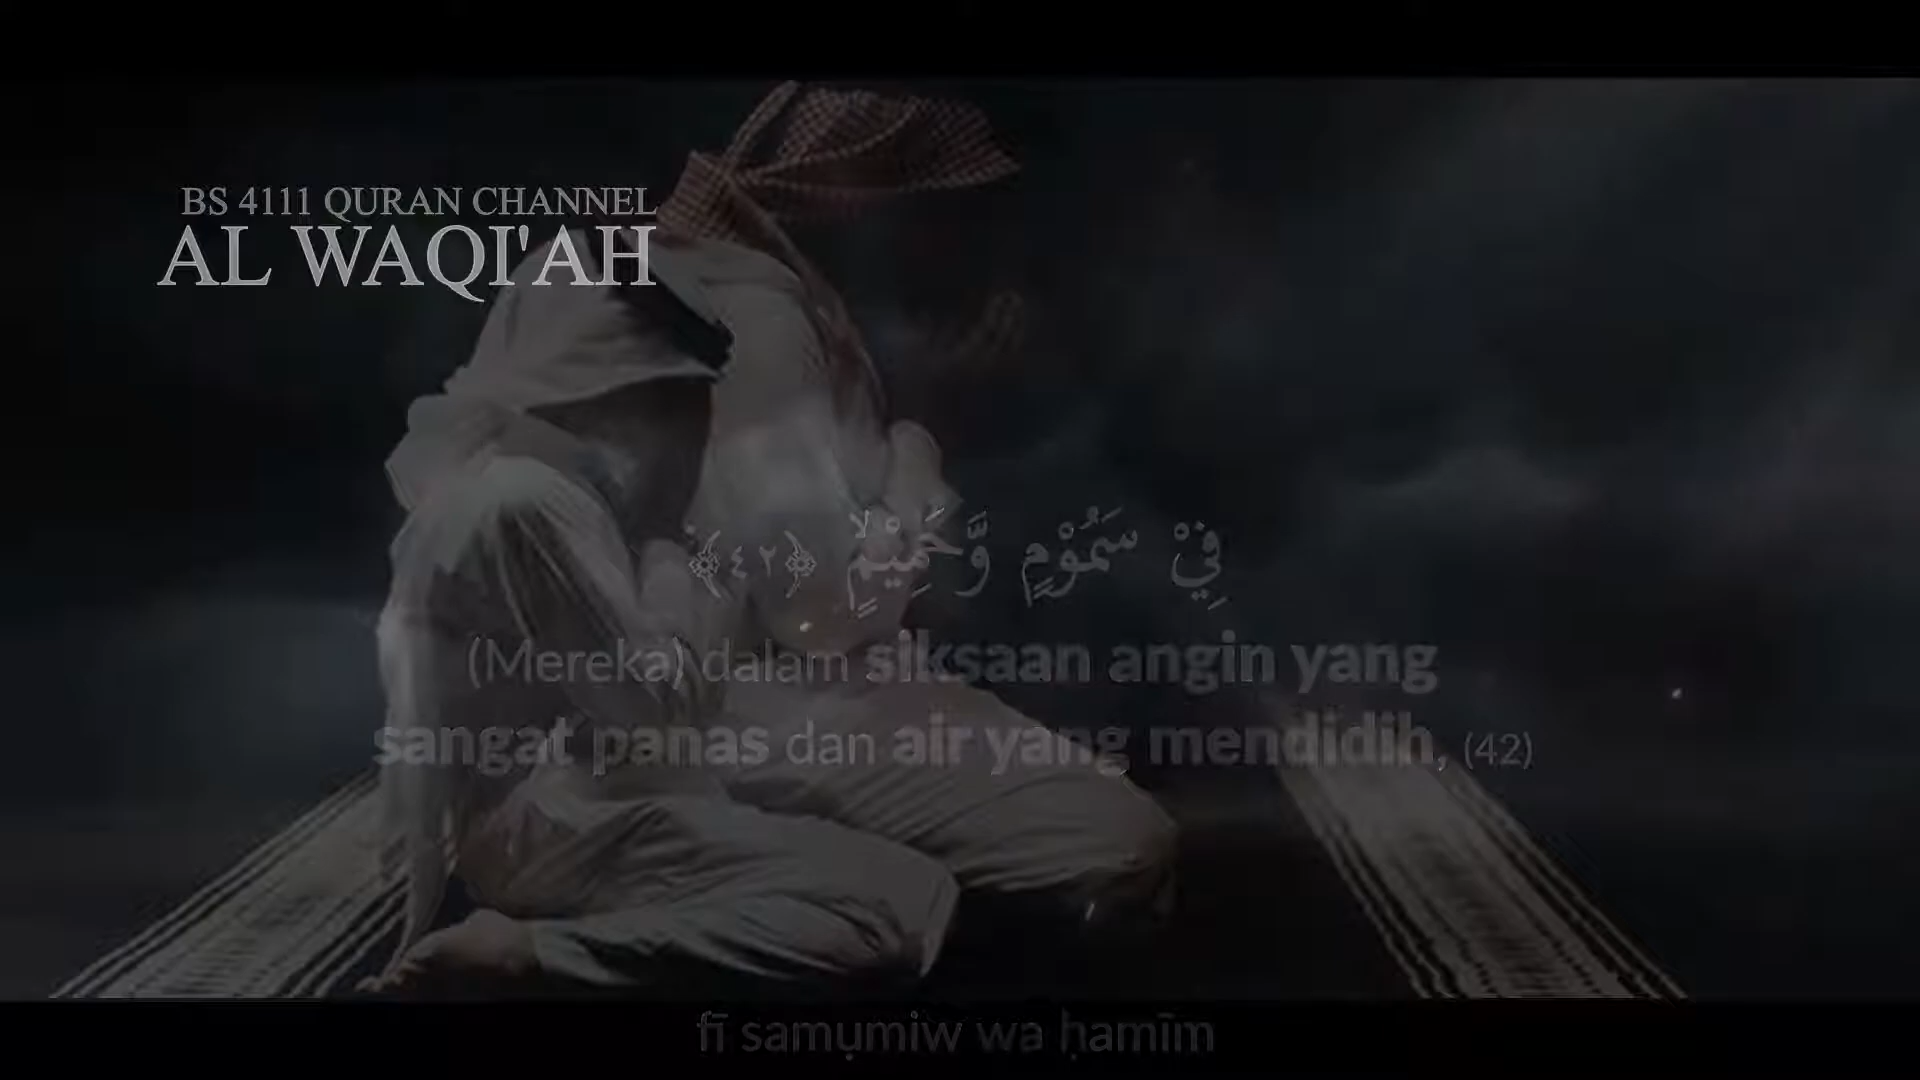 BS 4111 QURAN CHANNEL
AL WAQI'AH
فِيْ سَمُوْمٍ وَّحَمِيْمٍۙ ﴿٤٢﴾
(Mereka) dalam siksaan angin yang
sangat panas dan air yang mendidih, (42)
fī samụmiw wa ḥamīm